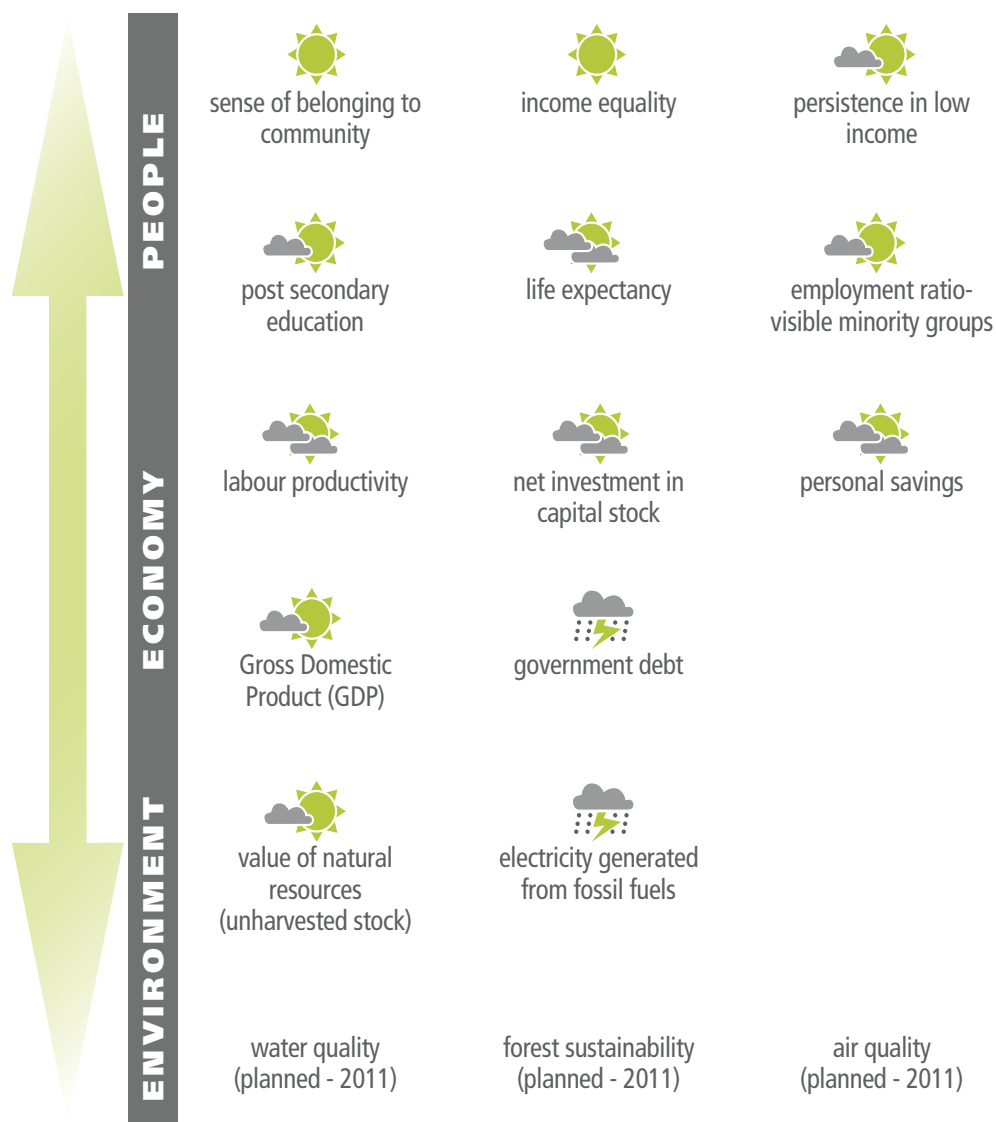 PEOPLE
sense of belonging to
community
income equality
persistence in low
income
post secondary
education
life expectancy
employment ratio-
visible minority groups
ECONOMY
labour productivity
net investment in
capital stock
personal savings
Gross Domestic
Product (GDP)
government debt
ENVIRONMENT
value of natural
resources
(unharvested stock)
electricity generated
from fossil fuels
water quality
(planned - 2011)
forest sustainability
(planned - 2011)
air quality
(planned - 2011)